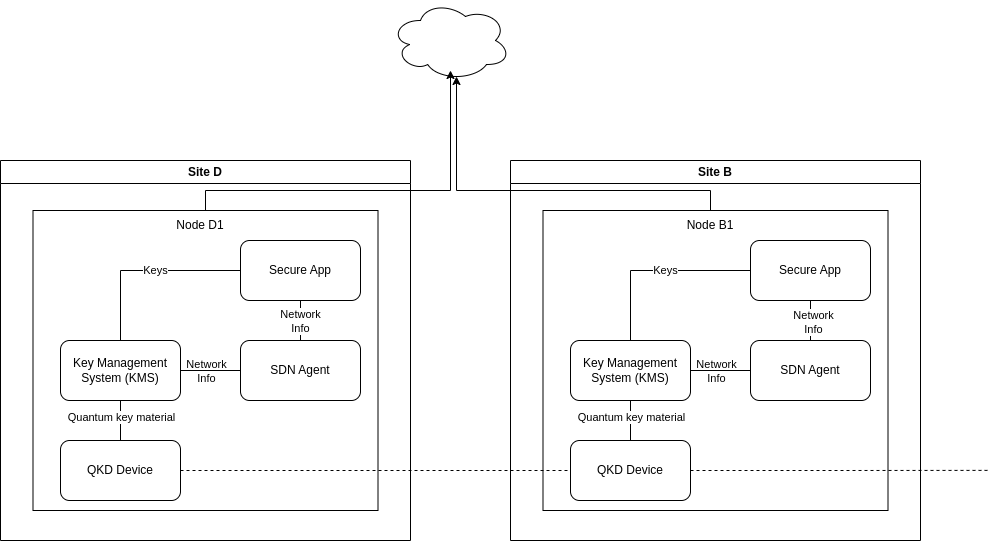 Site D
Site B
Node D1
Secure App
Keys
Network
Info
Key Management
System (KMS)
Network
Info
SDN Agent
Quantum key material
QKD Device
Node B1
Secure App
Keys
Network
Info
Key Management
System (KMS)
Network
Info
SDN Agent
Quantum key material
QKD Device